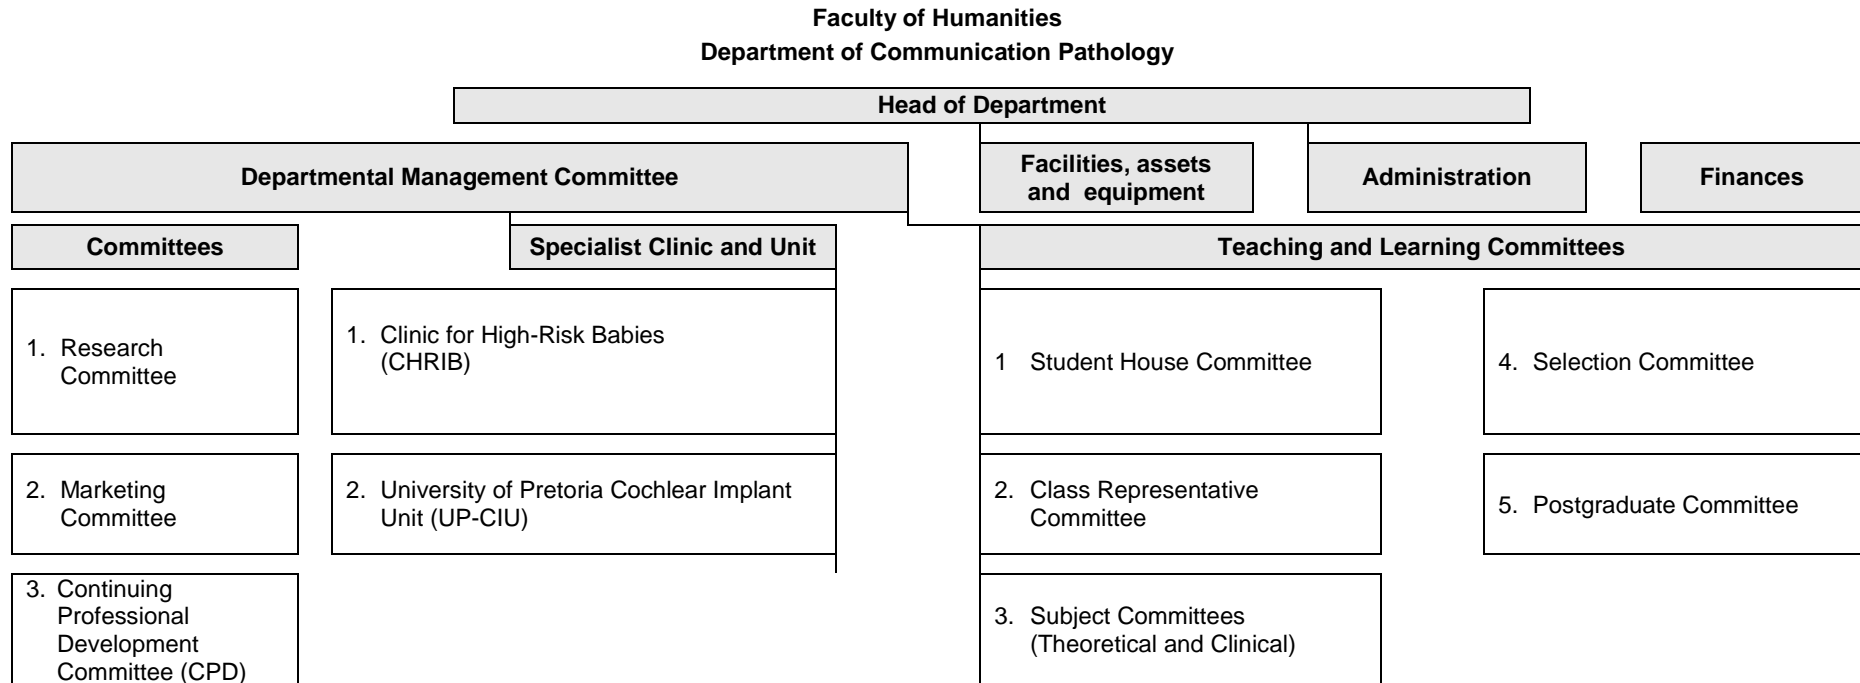 Faculty of Humanities
Department of Communication Pathology
Head of Department
Departmental Management Committee
Facilities, assets
and equipment
Administration
Finances
Committees
Specialist Clinic and Unit
Teaching and Learning Committees
1. Research
Committee
1. Clinic for High-Risk Babies
(CHRIB)
1 Student House Committee
4. Selection Committee
2. Marketing
Committee
2. University of Pretoria Cochlear Implant
Unit (UP-CIU)
2. Class Representative
Committee
5. Postgraduate Committee
3. Continuing
Professional
Development
Committee (CPD)
3. Subject Committees
(Theoretical and Clinical)